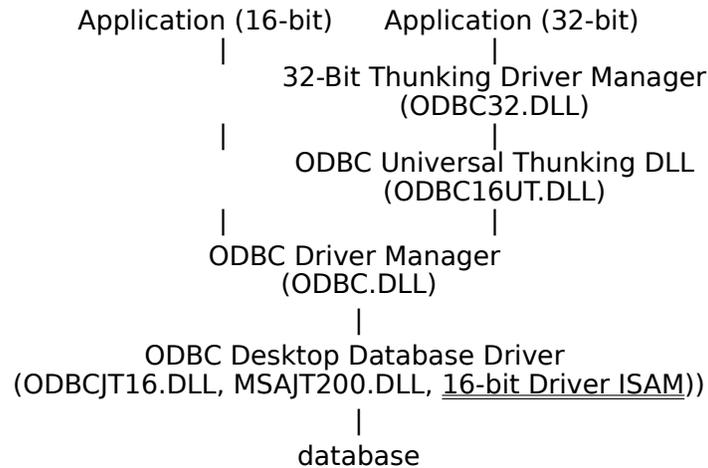 Application (16-bit) Application (32-bit)
| |
32-Bit Thunking Driver Manager
(ODBC32.DLL)
| |
ODBC Universal Thunking DLL
(ODBC16UT.DLL)
| |
ODBC Driver Manager
(ODBC.DLL)
|
ODBC Desktop Database Driver
(ODBCJT16.DLL, MSAJT200.DLL, 16-bit Driver ISAM))
|
database